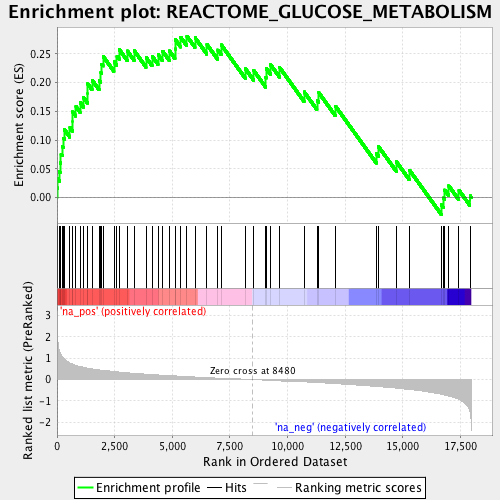 Enrichment plot: REACTOME_GLUCOSE_METABOLISM
Enrichment score (ES)
0.25
0.20
0.15
0.10
0.05
0.00
'na_pos' (positively correlated)
Ranked list metric (PreRanked)
3
2
1
0
-1
-2
Zero cross at 8480
'na_neg' (negatively correlated)
0 2,500 5,000 7,500 10,000 12,500 15,000 17,500
Rank in Ordered Dataset
Enrichment profile Hits Ranking metric scores